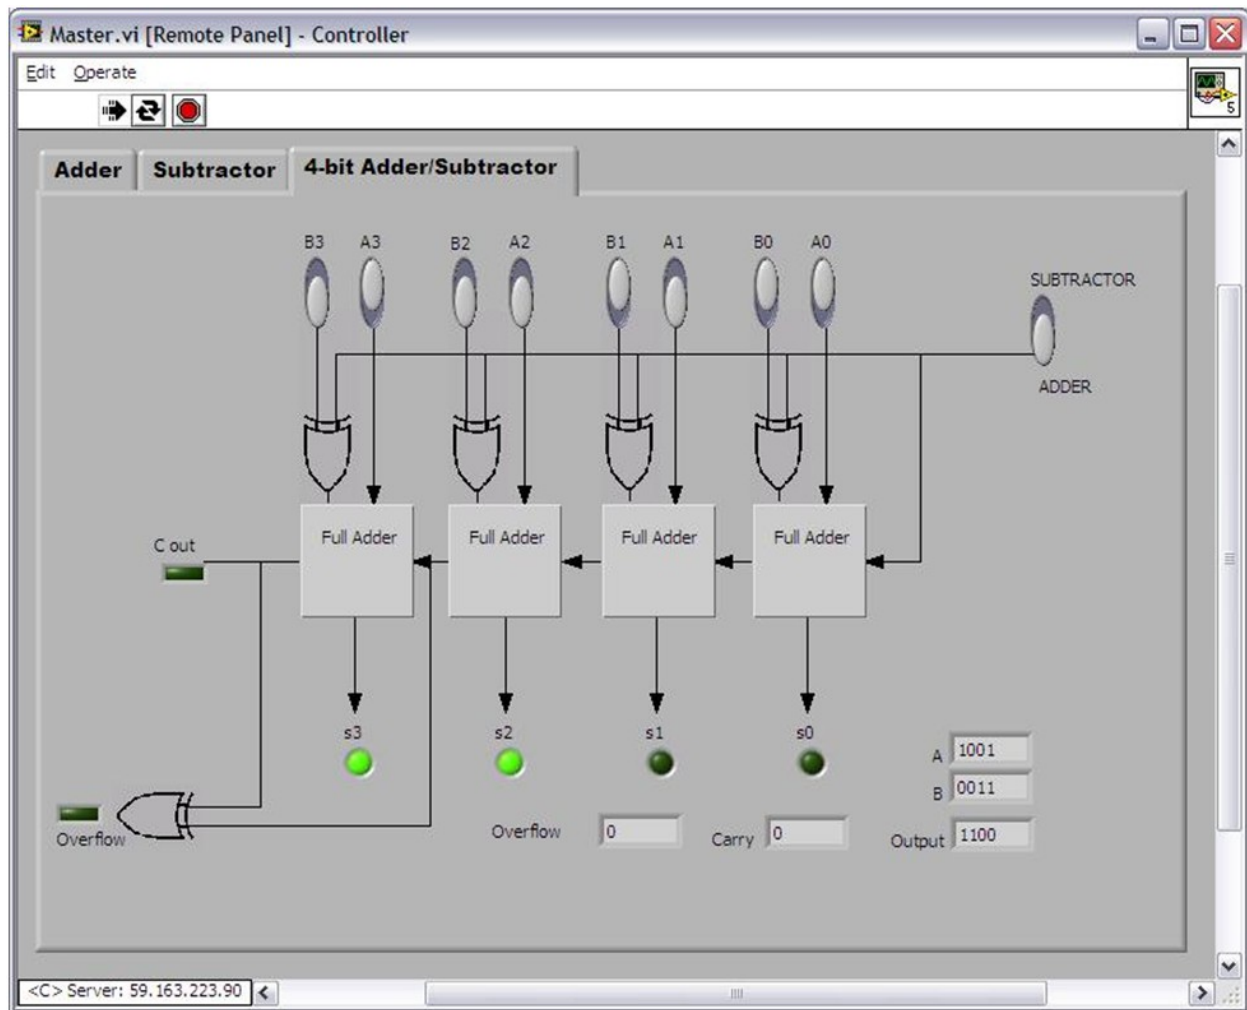 Master.vi [Remote Panel] - Controller
Edit Operate
5
Adder Subtractor 4-bit Adder/Subtractor
B3 A3 B2 A2 B1 A1 B0 A0
SUBTRACTOR
ADDER
Full Adder Full Adder Full Adder Full Adder
C out
s3 s2 s1 s0
A 1001
B 0011
Overflow Overflow 0 Carry 0 Output 1100
<C> Server: 59.163.223.90